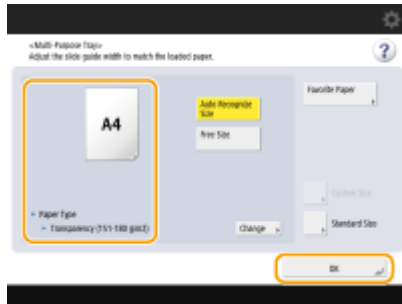 <Multi-Purpose Tray>
Adjust the slide guide width to match the loaded paper.
?
A4
Auto Recognize
Size
Free Size
Favorite Paper
Custom Size
Paper Type
Transparency (151-180 g/m2)
Change
Standard Size
OK